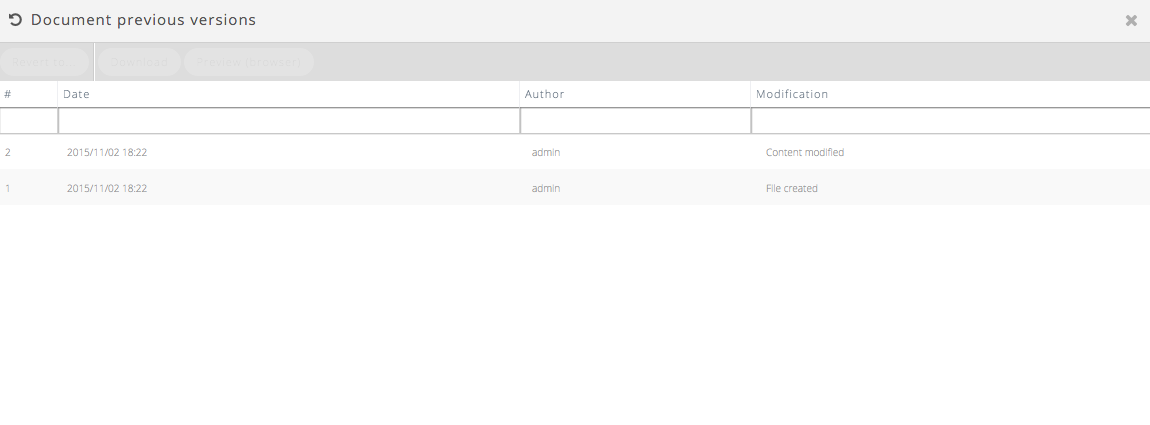 Document previous versions
Download Preview (browser)
# Date Author Modification
2 2015/11/02 18:22 admin Content modified
1 2015/11/02 18:22 admin File created